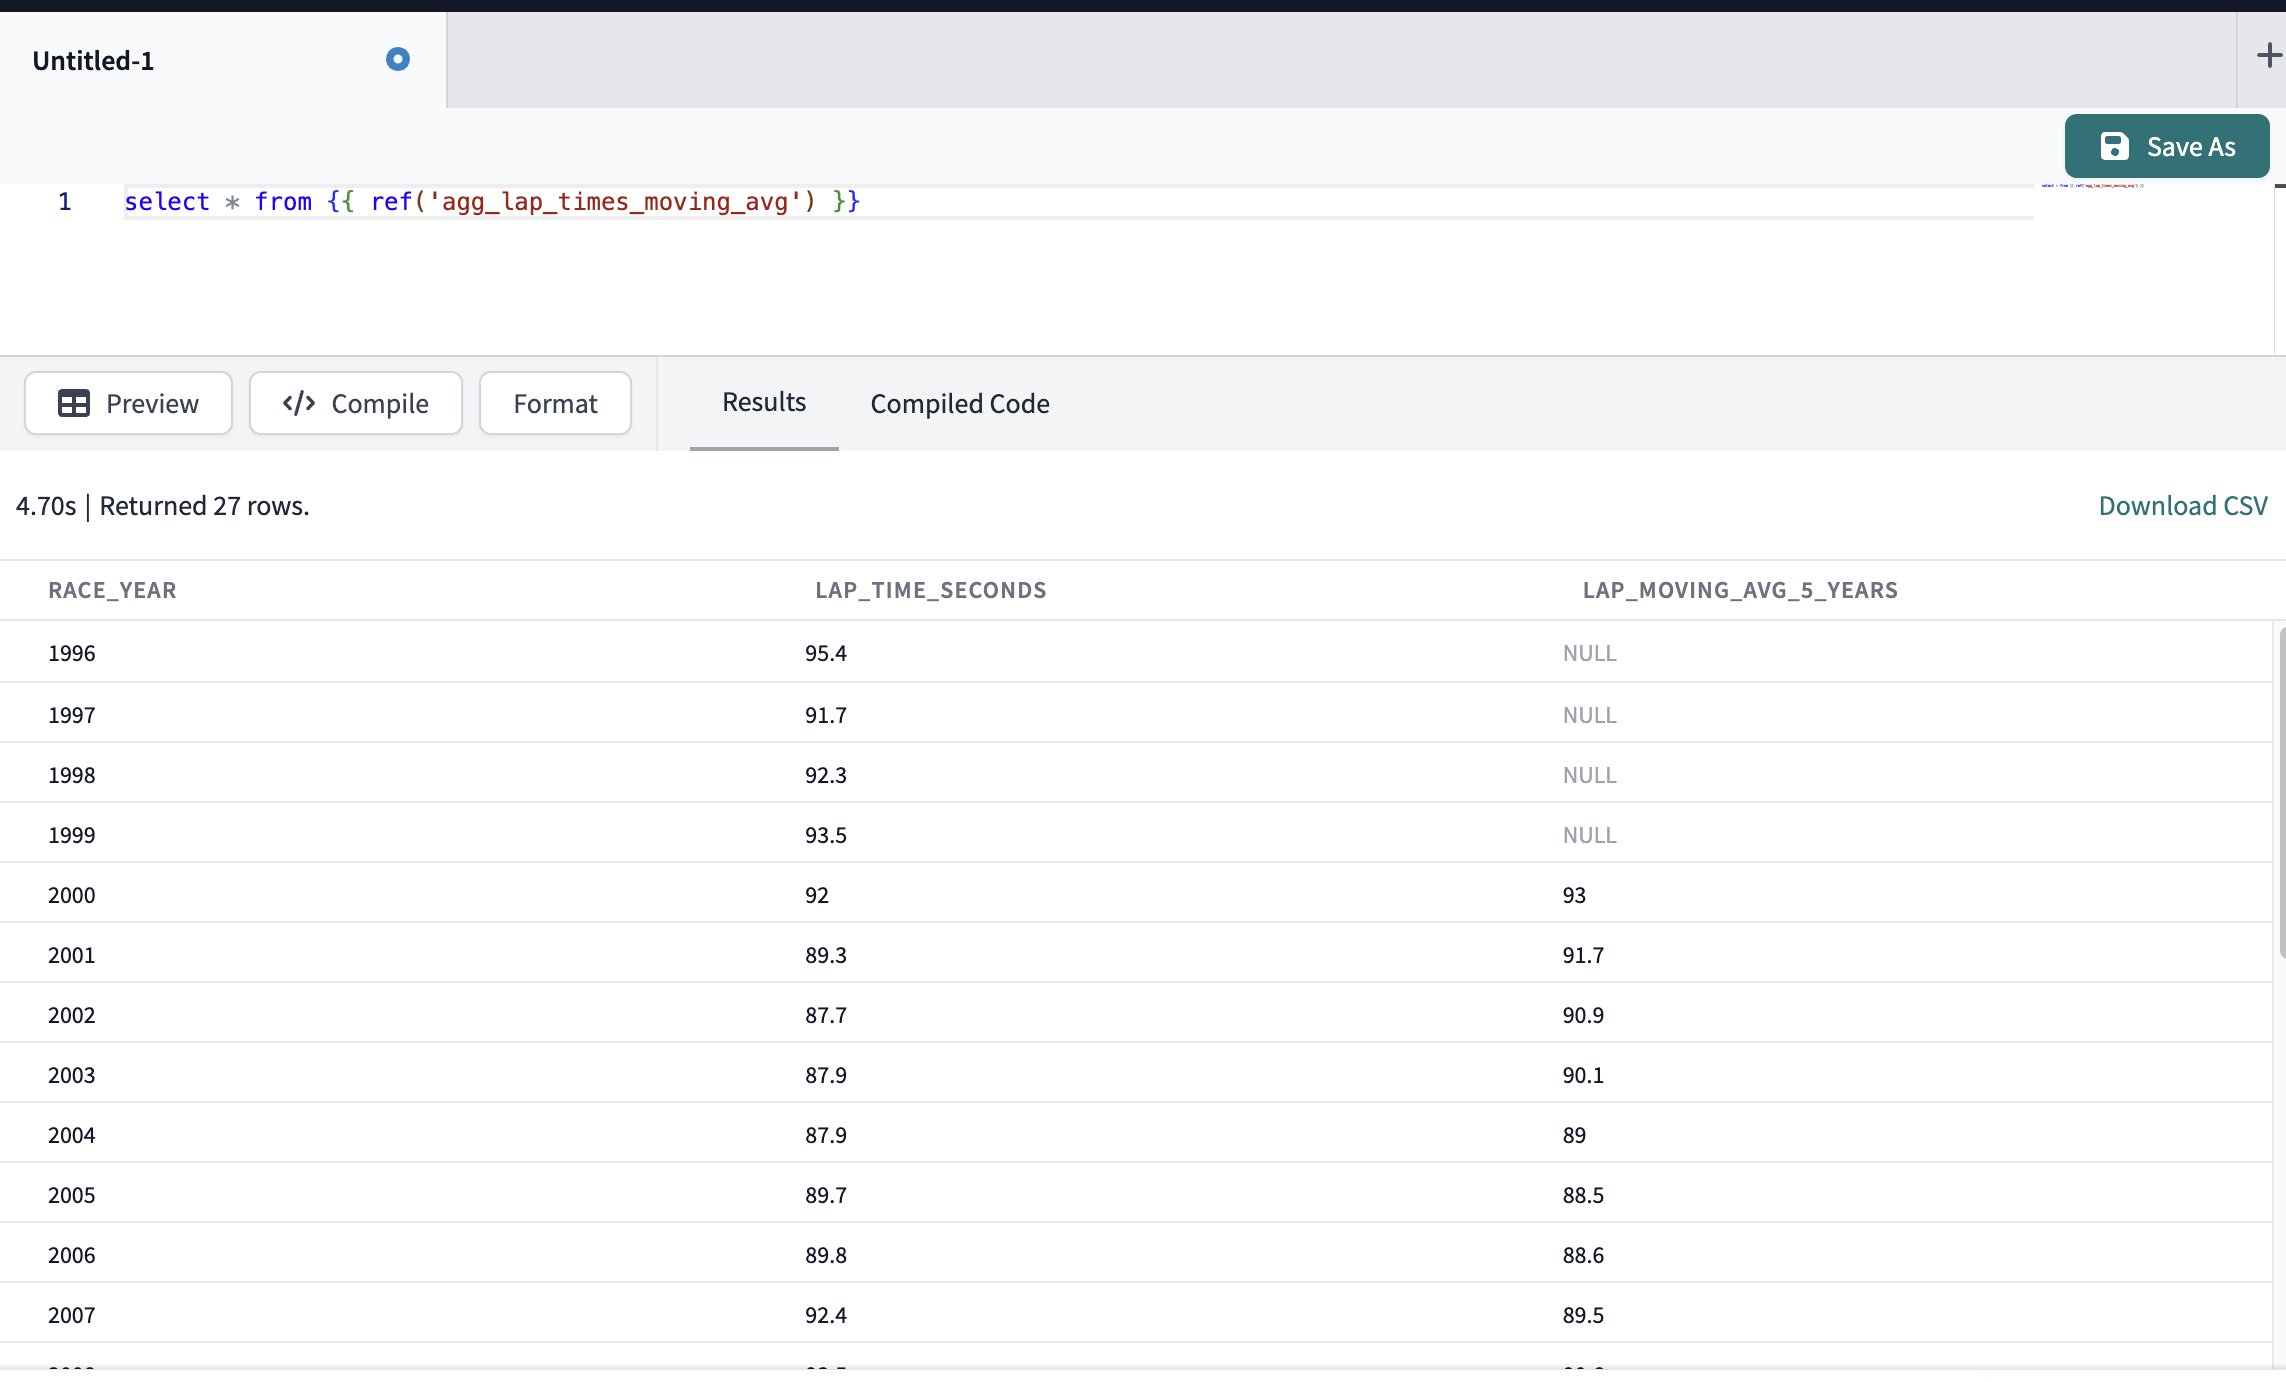 Untitled-1
Save As
1 select * from {{ ref('agg_lap_times_moving_avg') }}
select * from {{ ref('agg_lap_times_moving_avg') }}
Preview </> Compile Format Results Compiled Code
4.70s | Returned 27 rows. Download CSV
RACE_YEAR LAP_TIME_SECONDS LAP_MOVING_AVG_5_YEARS
1996 95.4 NULL
1997 91.7 NULL
1998 92.3 NULL
1999 93.5 NULL
2000 92 93
2001 89.3 91.7
2002 87.7 90.9
2003 87.9 90.1
2004 87.9 89
2005 89.7 88.5
2006 89.8 88.6
2007 92.4 89.5